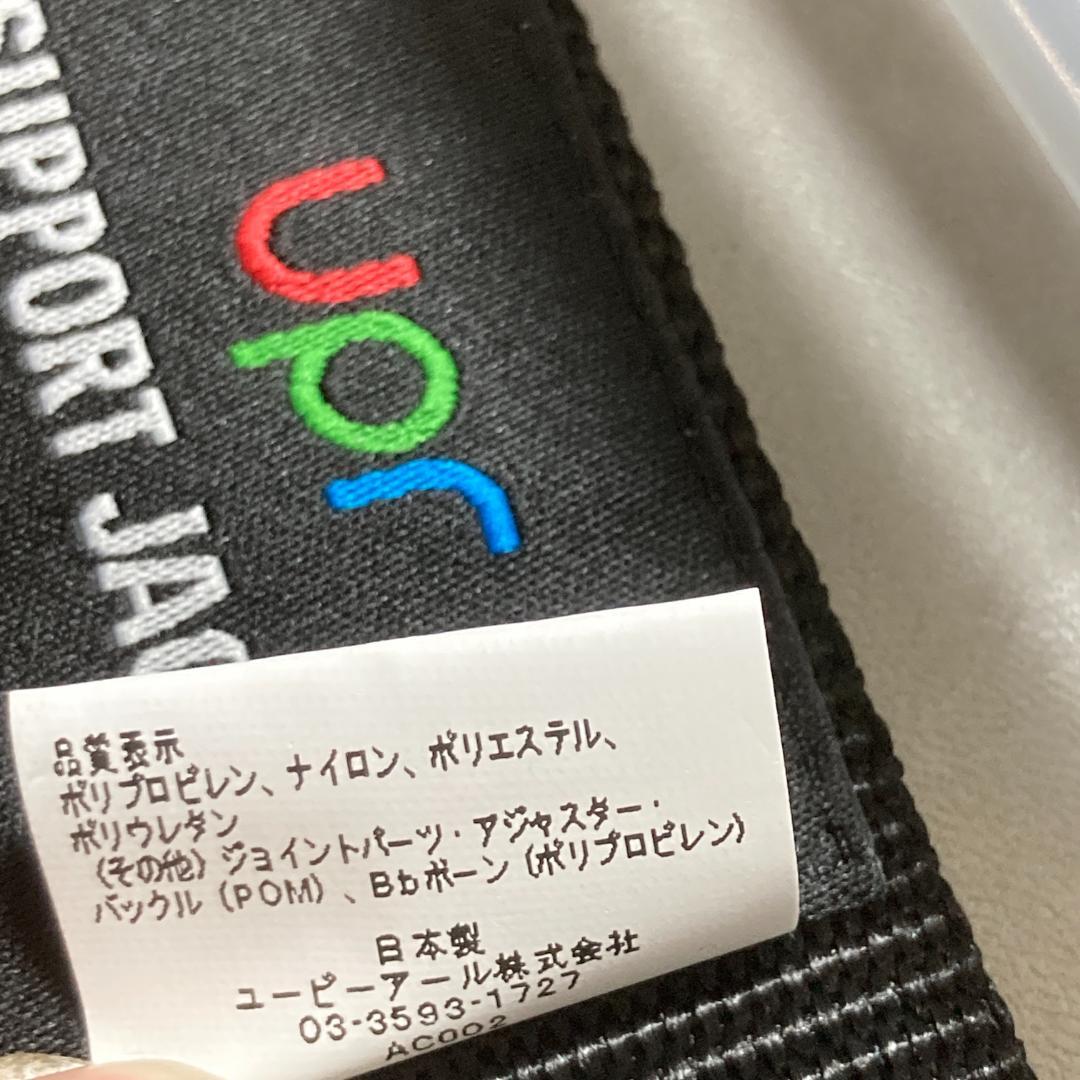 SUPPORT JAC
upr
品質表示
ポリプロピレン、ナイロン、ポリエステル、
ポリウレタン
(その他) ジョイントパーツ・アジャスター・
バックル (POM) 、Bbボーン (ポリプロピレン)
日本製
ユーピーアール株式会社
03-3593-1727
AC002